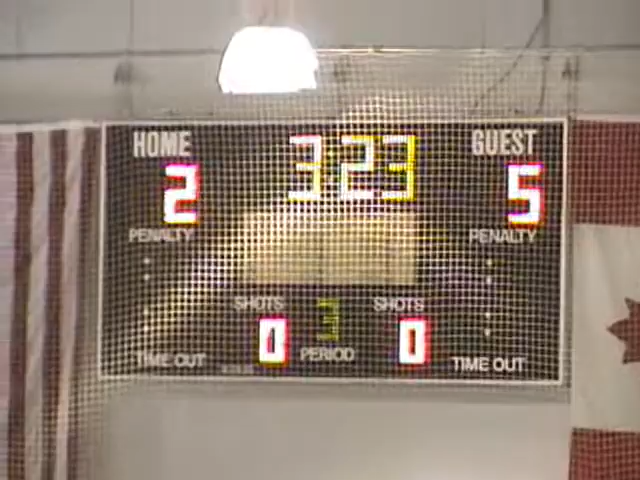 HOME 3:23 GUEST
2 5
PENALTY PENALTY
SHOTS 3 SHOTS
0 PERIOD 0
TIME OUT TIME OUT